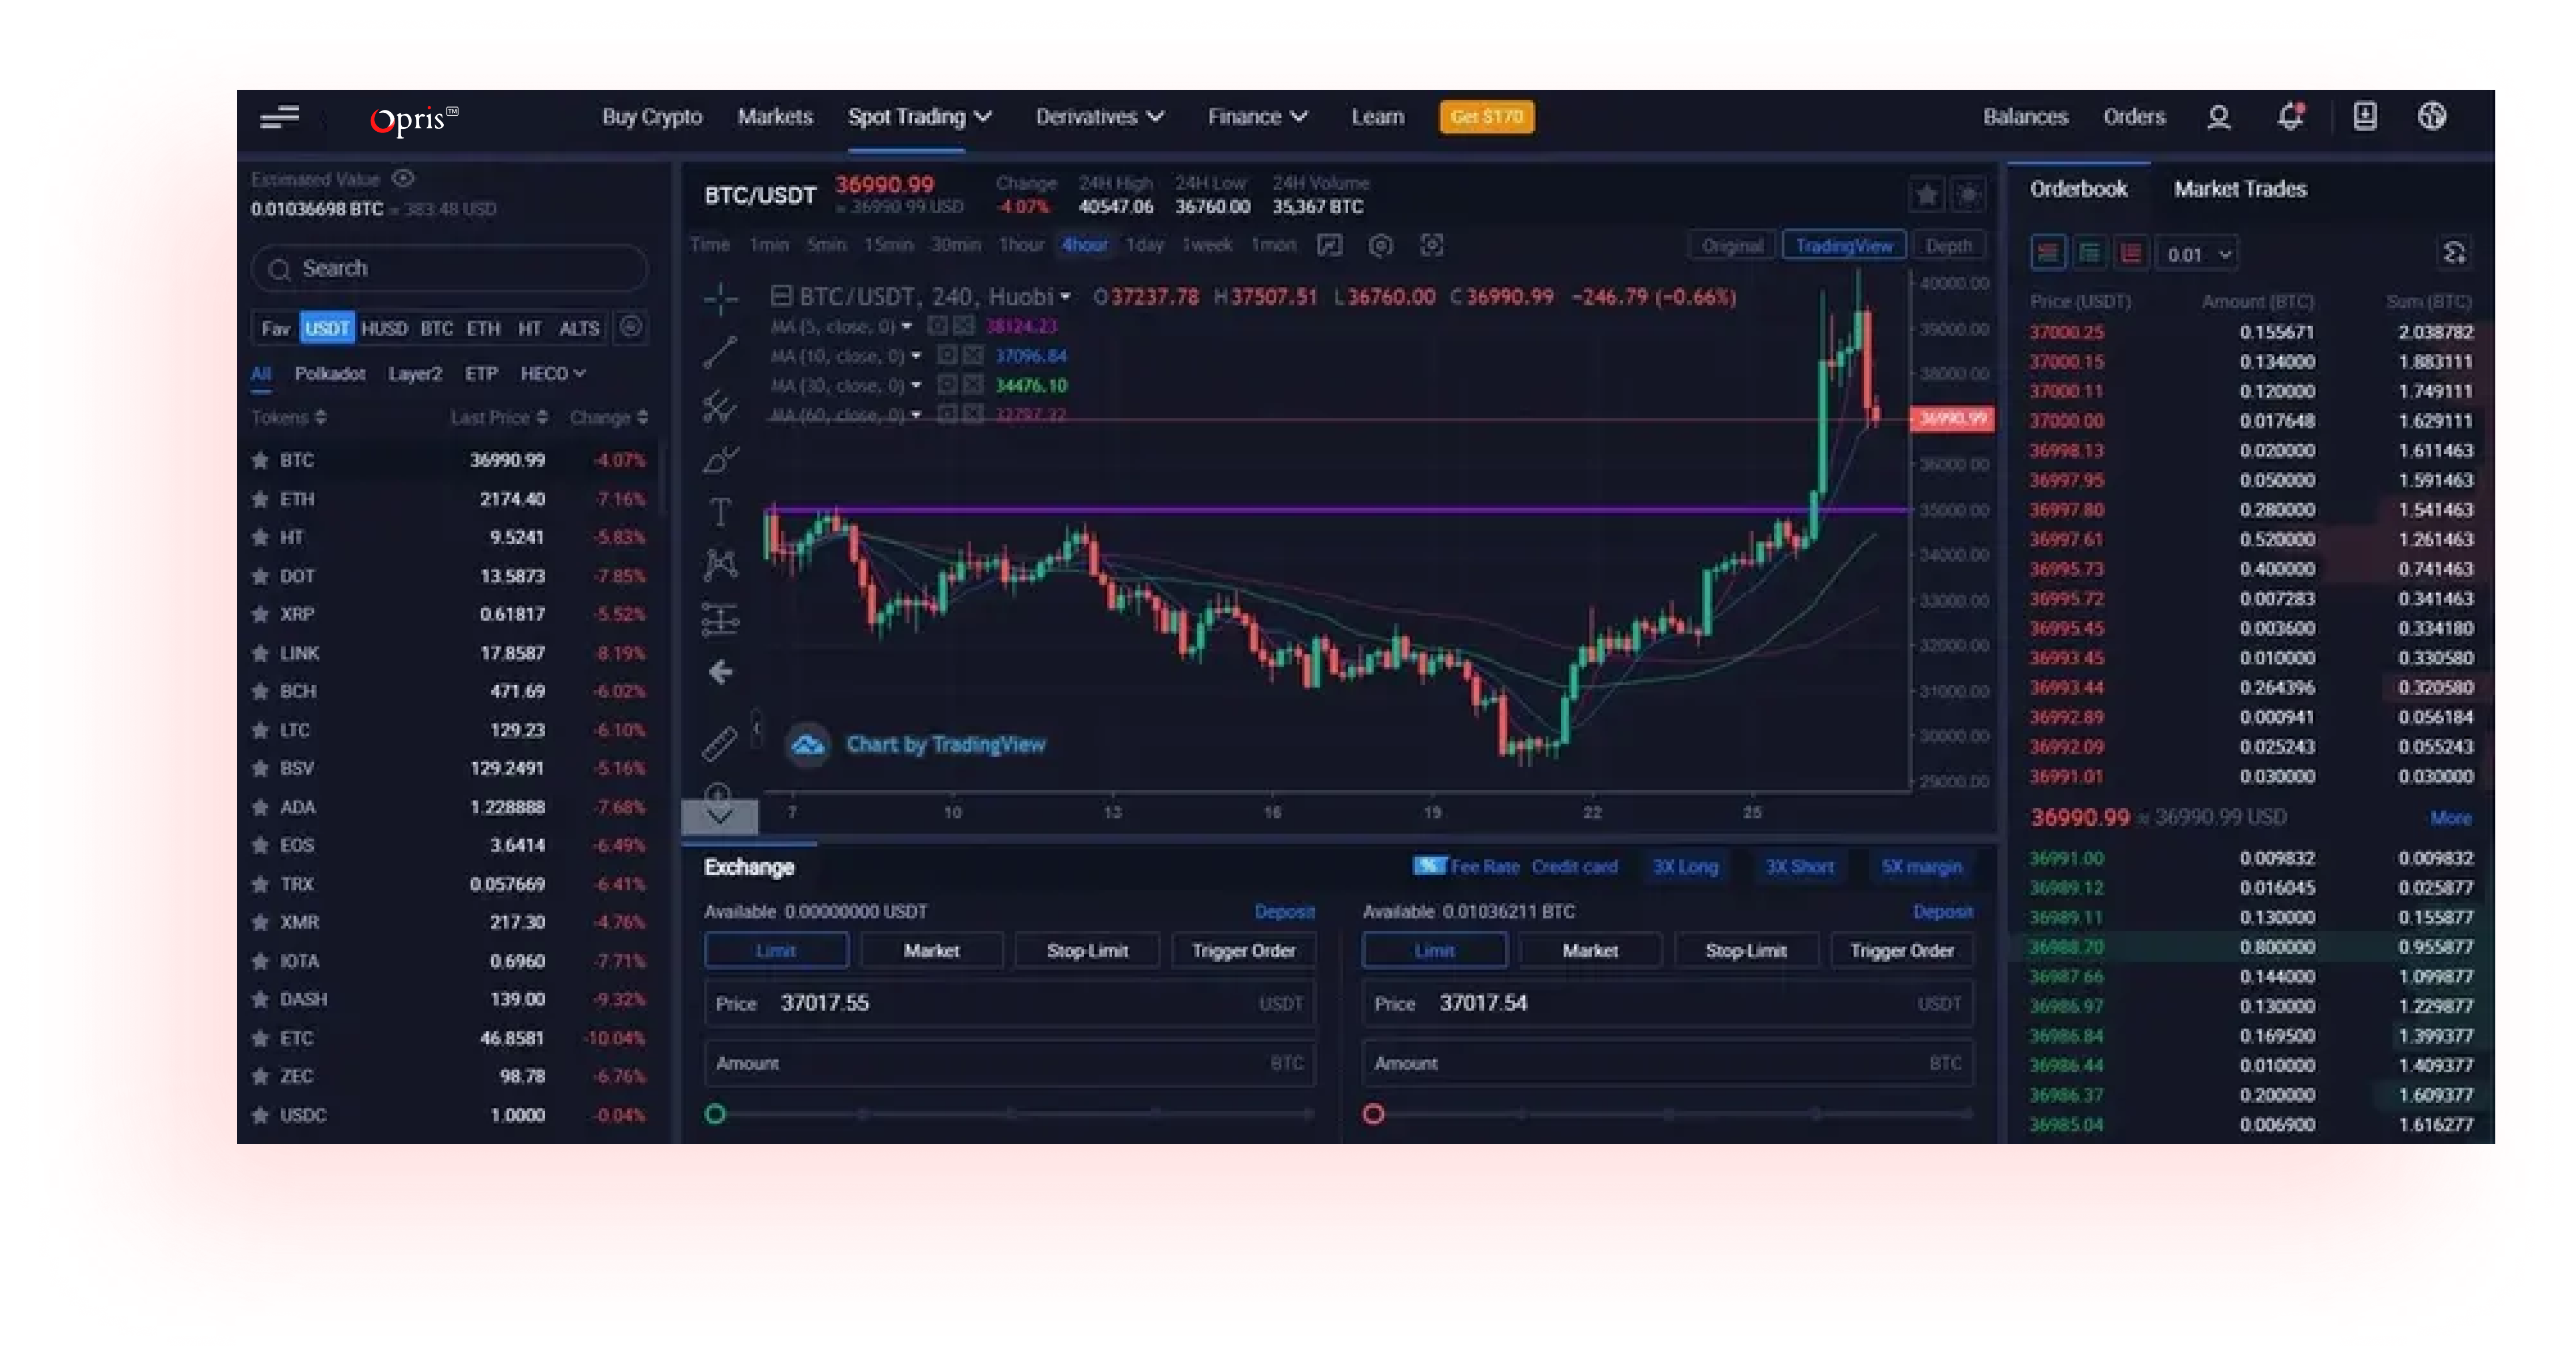 Opris™ Buy Crypto Markets Spot Trading Derivatives Finance Learn Get $170 Balances Orders
Estimated Value
0.01036698 BTC ≈ 383.48 USD
Search
Fav USDT HUSD BTC ETH HT ALTS
All Polkadot Layer2 ETP HECO
Tokens Last Price Change
BTC 36990.99 -4.07%
ETH 2174.40 -7.16%
HT 9.5241 -5.83%
DOT 13.5873 -7.85%
XRP 0.61817 -5.52%
LINK 17.8587 -8.19%
BCH 471.69 -6.02%
LTC 129.23 -6.10%
BSV 129.2491 -5.16%
ADA 1.228888 -7.68%
EOS 3.6414 -6.49%
TRX 0.057669 -6.41%
XMR 217.30 -4.76%
IOTA 0.6960 -7.71%
DASH 139.00 -9.32%
ETC 46.8581 -10.04%
ZEC 98.78 -6.76%
USDC 1.0000 -0.04%
BTC/USDT 36990.99 Change 24H High 24H Low 24H Volume
≈ 36990.99 USD -4.07% 40547.06 36760.00 35,367 BTC
Time 1min 5min 15min 30min 1hour 4hour 1day 1week 1mon Original TradingView Depth
BTC/USDT, 240, Huobi O37237.78 H37507.51 L36760.00 C36990.99 -246.79 (-0.66%)
MA (5, close, 0) 38124.23
MA (10, close, 0) 37096.84
MA (30, close, 0) 34476.10
MA (60, close, 0) 32797.32
40000.00
39000.00
38000.00
36990.99
36000.00
35000.00
34000.00
33000.00
32000.00
31000.00
30000.00
29000.00
Chart by TradingView
7 10 13 16 19 22 25
Exchange % Fee Rate Credit card 3X Long 3X Short 5X margin
Available 0.00000000 USDT Deposit
Limit Market Stop-Limit Trigger Order
Price 37017.55 USDT
Amount BTC
Available 0.01036211 BTC Deposit
Limit Market Stop-Limit Trigger Order
Price 37017.54 USDT
Amount BTC
Orderbook Market Trades
0.01
Price (USDT) Amount (BTC) Sum (BTC)
37000.25 0.155671 2.038782
37000.15 0.134000 1.883111
37000.11 0.120000 1.749111
37000.00 0.017648 1.629111
36998.13 0.020000 1.611463
36997.95 0.050000 1.591463
36997.80 0.280000 1.541463
36997.61 0.520000 1.261463
36995.73 0.400000 0.741463
36995.72 0.007283 0.341463
36995.45 0.003600 0.334180
36993.45 0.010000 0.330580
36993.44 0.264396 0.320580
36992.89 0.000941 0.056184
36992.09 0.025243 0.055243
36991.01 0.030000 0.030000
36990.99 ≈ 36990.99 USD More
36991.00 0.009832 0.009832
36989.12 0.016045 0.025877
36989.11 0.130000 0.155877
36988.70 0.800000 0.955877
36987.66 0.144000 1.099877
36986.97 0.130000 1.229877
36986.84 0.169500 1.399377
36986.44 0.010000 1.409377
36986.37 0.200000 1.609377
36985.04 0.006900 1.616277